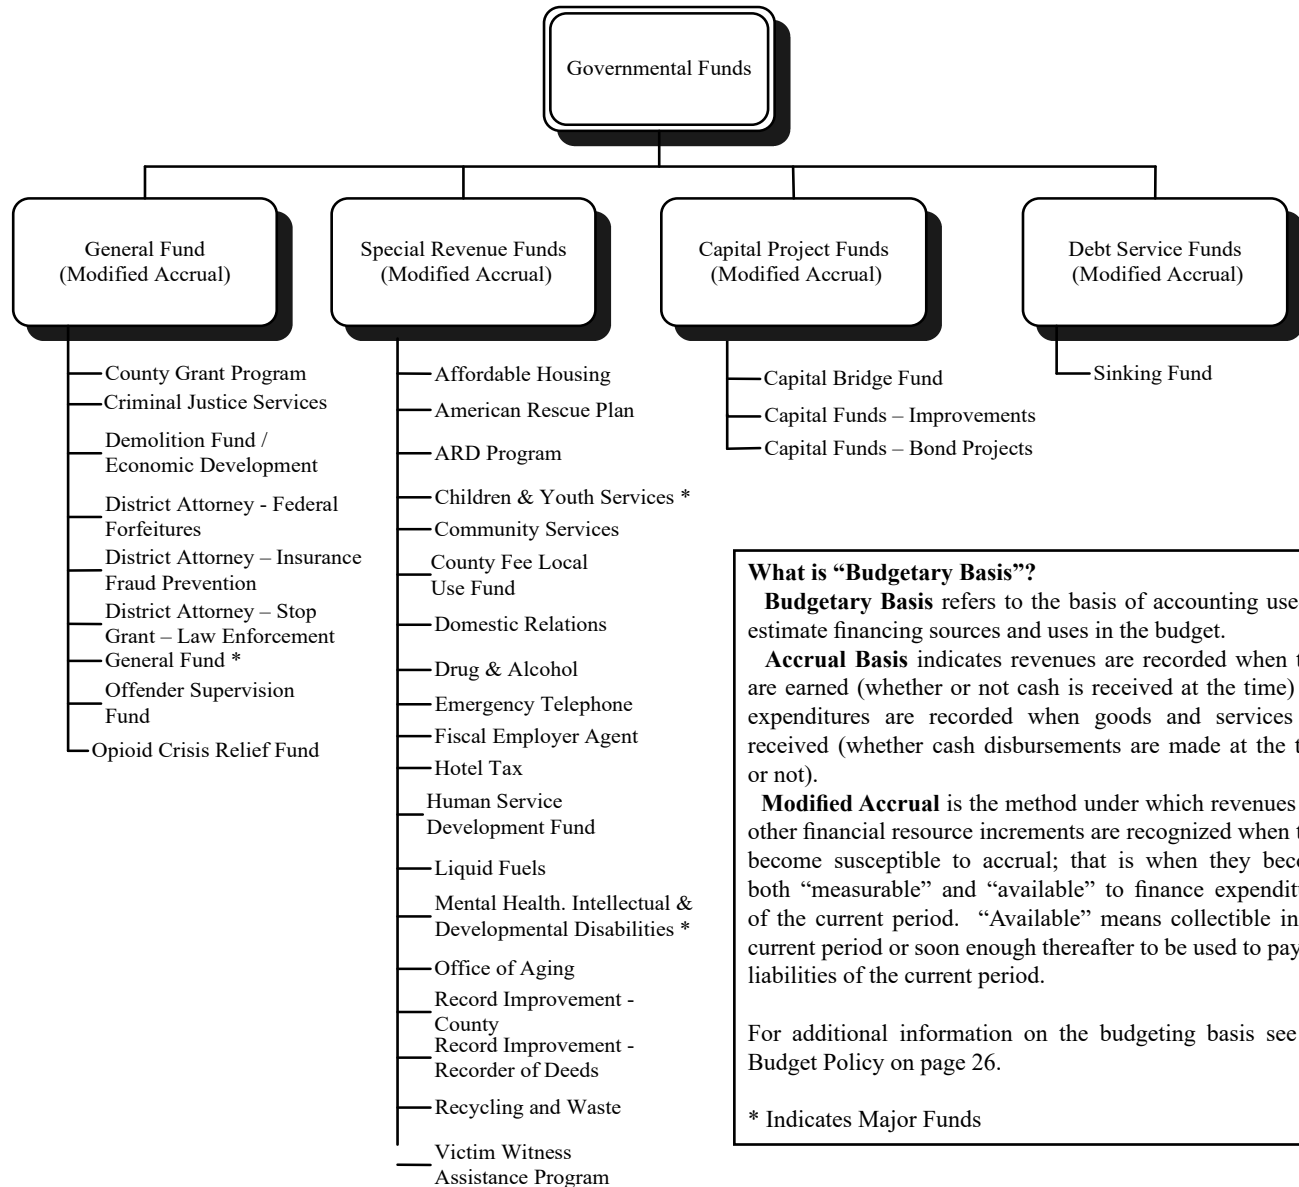 Governmental Funds
General Fund
(Modified Accrual)
Special Revenue Funds
(Modified Accrual)
Capital Project Funds
(Modified Accrual)
Debt Service Funds
(Modified Accrual)
County Grant Program
Criminal Justice Services
Demolition Fund /
Economic Development
District Attorney - Federal
Forfeitures
District Attorney – Insurance
Fraud Prevention
District Attorney – Stop
Grant – Law Enforcement
General Fund *
Offender Supervision
Fund
Opioid Crisis Relief Fund
Affordable Housing
American Rescue Plan
ARD Program
Children & Youth Services *
Community Services
County Fee Local
Use Fund
Domestic Relations
Drug & Alcohol
Emergency Telephone
Fiscal Employer Agent
Hotel Tax
Human Service
Development Fund
Liquid Fuels
Mental Health. Intellectual &
Developmental Disabilities *
Office of Aging
Record Improvement -
County
Record Improvement -
Recorder of Deeds
Recycling and Waste
Victim Witness
Assistance Program
Capital Bridge Fund
Capital Funds – Improvements
Capital Funds – Bond Projects
Sinking Fund
What is “Budgetary Basis”?
Budgetary Basis refers to the basis of accounting use
estimate financing sources and uses in the budget.
Accrual Basis indicates revenues are recorded when
are earned (whether or not cash is received at the time)
expenditures are recorded when goods and services
received (whether cash disbursements are made at the
or not).
Modified Accrual is the method under which revenues
other financial resource increments are recognized when
become susceptible to accrual; that is when they
both “measurable” and “available” to finance
of the current period. “Available” means collectible in
current period or soon enough thereafter to be used to pay
liabilities of the current period.
For additional information on the budgeting basis see
Budget Policy on page 26.
* Indicates Major Funds